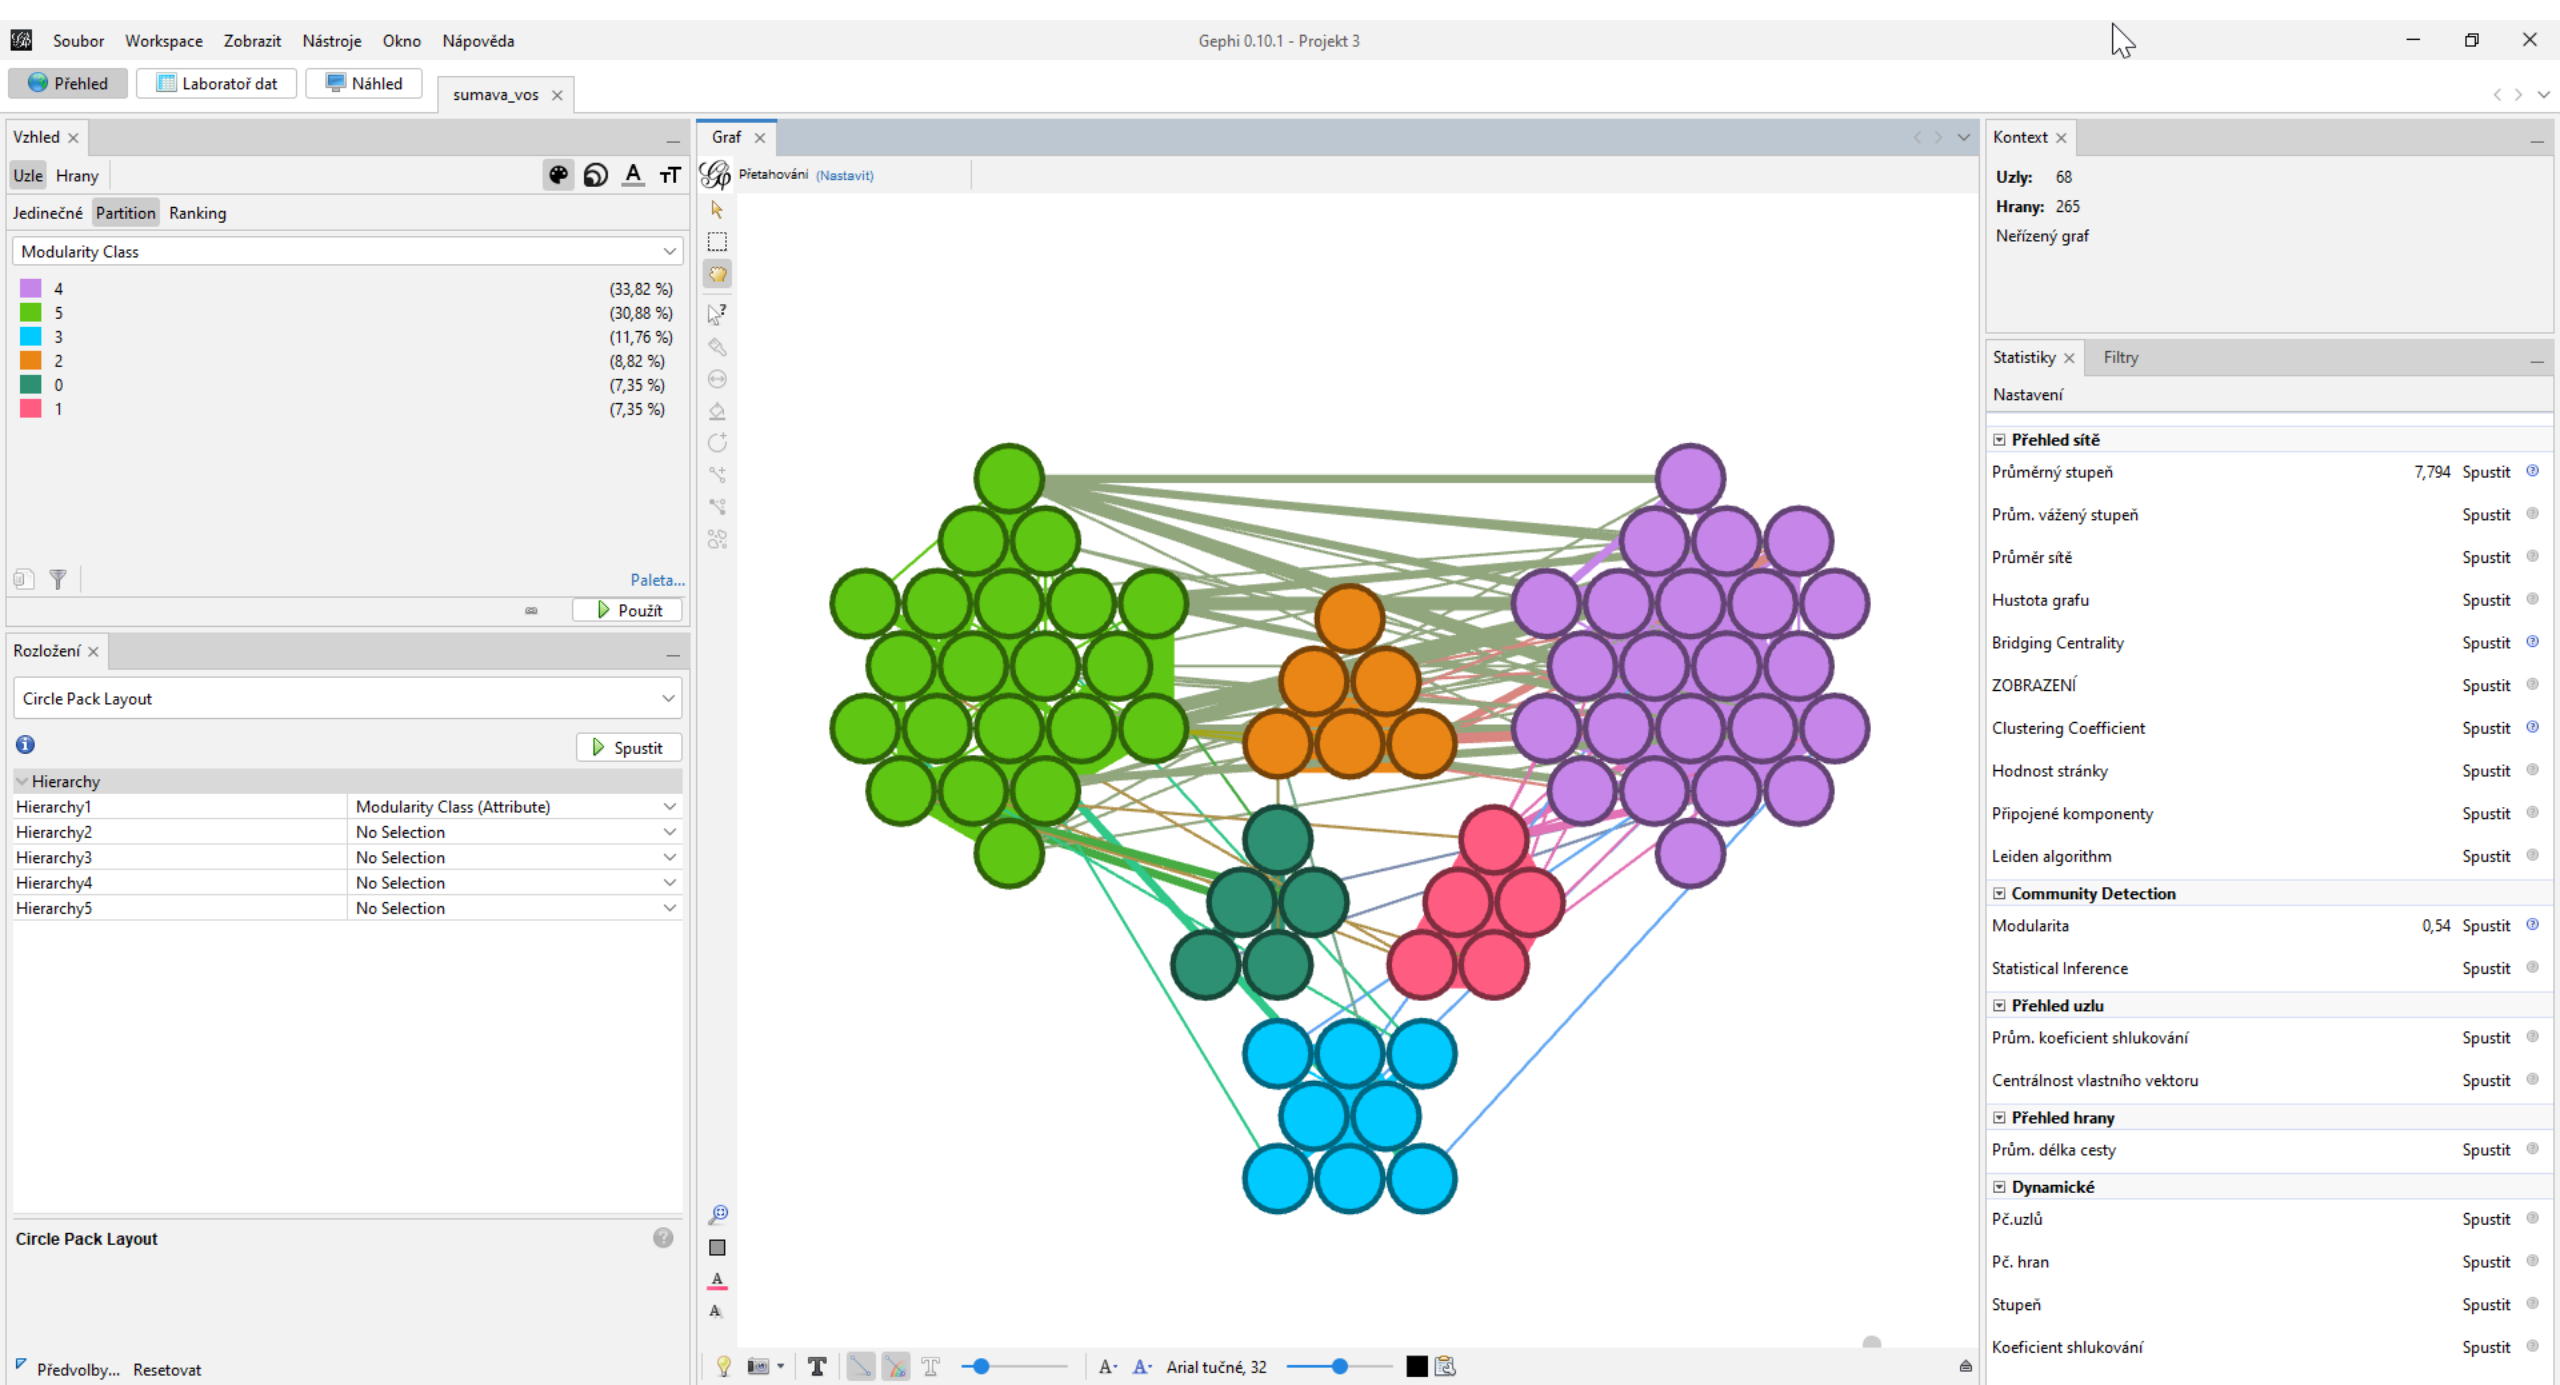 Soubor Workspace Zobrazit Nástroje Okno Nápověda
Gephi 0.10.1 - Projekt 3
Přehled Laboratoř dat Náhled
sumava_vos
Vzhled
Uzle Hrany
Jedinečné Partition Ranking
Modularity Class
4 (33,82 %)
5 (30,88 %)
3 (11,76 %)
2 (8,82 %)
0 (7,35 %)
1 (7,35 %)
Paleta...
Použít
Rozložení
Circle Pack Layout
Spustit
Hierarchy
Hierarchy1 Modularity Class (Attribute)
Hierarchy2 No Selection
Hierarchy3 No Selection
Hierarchy4 No Selection
Hierarchy5 No Selection
Circle Pack Layout
Předvolby... Resetovat
Graf
Přetahování (Nastavit)
Arial tučné, 32
Kontext
Uzly: 68
Hrany: 265
Neřízený graf
Statistiky Filtry
Nastavení
Přehled sítě
Průměrný stupeň 7,794 Spustit
Prům. vážený stupeň Spustit
Průměr sítě Spustit
Hustota grafu Spustit
Bridging Centrality Spustit
ZOBRAZENÍ Spustit
Clustering Coefficient Spustit
Hodnost stránky Spustit
Připojené komponenty Spustit
Leiden algorithm Spustit
Community Detection
Modularita 0,54 Spustit
Statistical Inference Spustit
Přehled uzlu
Prům. koeficient shlukování Spustit
Centrálnost vlastního vektoru Spustit
Přehled hrany
Prům. délka cesty Spustit
Dynamické
Pč.uzlů Spustit
Pč. hran Spustit
Stupeň Spustit
Koeficient shlukování Spustit